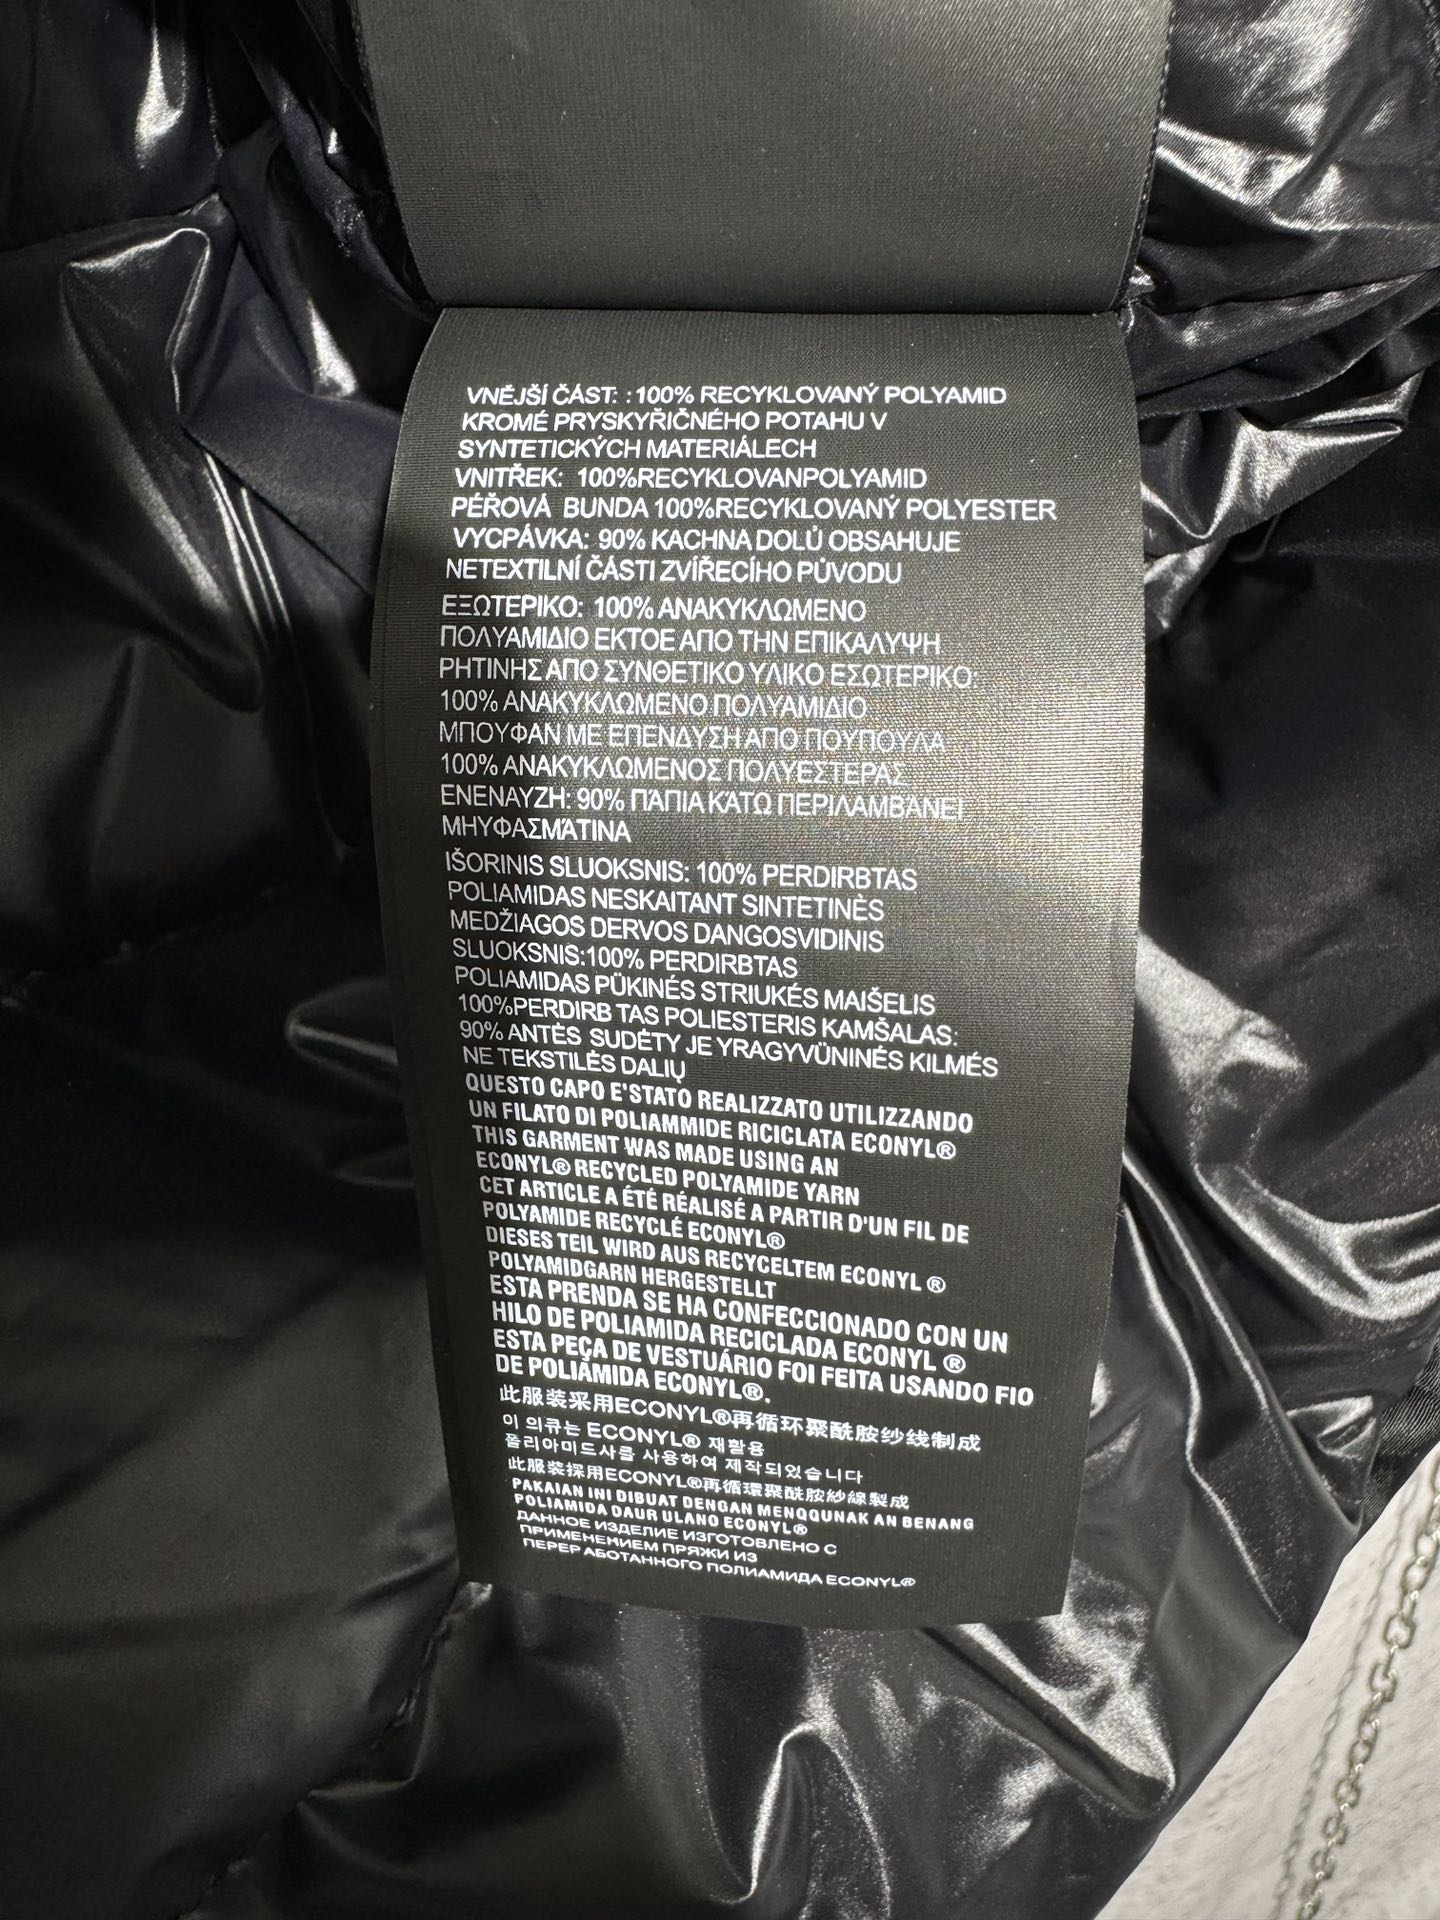 VNĚJŠÍ ČÁST: :100% RECYKLOVANÝ POLYAMID
KROMÉ PRYSKYŘIČNÉHO POTAHU V
SYNTETICKÝCH MATERIÁLECH
VNITŘEK: 100%RECYKLOVANPOLYAMID
PÉŘOVÁ BUNDA 100%RECYKLOVANÝ POLYESTER
VYCPÁVKA: 90% KACHNA DOLŮ OBSAHUJE
NETEXTILNÍ ČÁSTI ZVÍŘECÍHO PŮVODU
ΕΞΩΤΕΡΙΚΟ: 100% ΑΝΑΚΥΚΛΩΜΕΝΟ
ΠΟΛΥΑΜΙΔΙΟ ΕΚΤΟΕ ΑΠΟ ΤΗΝ ΕΠΙΚΑΛΥΨΗ
ΡΗΤΙΝΗΣ ΑΠΟ ΣΥΝΘΕΤΙΚΟ ΥΛΙΚΟ ΕΣΩΤΕΡΙΚΟ:
100% ΑΝΑΚΥΚΛΩΜΕΝΟ ΠΟΛΥΑΜΙΔΙΟ
ΜΠΟΥΦΑΝ ΜΕ ΕΠΕΝΔΥΣΗ ΑΠΟ ΠΟΥΠΟΥΛΑ
100% ΑΝΑΚΥΚΛΩΜΕΝΟΣ ΠΟΛΥΕΣΤΕΡΑΣ
ΕΝΕΝΑΥΖΗ: 90% ΠΆΠΙΑ ΚΆΤΩ ΠΕΡΙΛΑΜΒΆΝΕΙ
ΜΗΥΦΑΣΜΆΤΙΝΑ
IŠORINIS SLUOKSNIS: 100% PERDIRBTAS
POLIAMIDAS NESKAITANT SINTETINĖS
MEDŽIAGOS DERVOS DANGOSVIDINIS
SLUOKSNIS:100% PERDIRBTAS
POLIAMIDAS PŪKINÉS STRIUKÉS MAIŠELIS
100%PERDIRB TAS POLIESTERIS KAMŠALAS:
90% ANTĖS SUDĖTY JE YRAGYVŪNINĖS KILMĖS
NE TEKSTILĖS DALIŲ
QUESTO CAPO E'STATO REALIZZATO UTILIZZANDO
UN FILATO DI POLIAMMIDE RICICLATA ECONYL®
THIS GARMENT WAS MADE USING AN
ECONYL® RECYCLED POLYAMIDE YARN
CET ARTICLE A ÉTÉ RÉALISÉ A PARTIR D'UN FIL DE
POLYAMIDE RECYCLÉ ECONYL®
DIESES TEIL WIRD AUS RECYCELTEM ECONYL ®
POLYAMIDGARN HERGESTELLT
ESTA PRENDA SE HA CONFECCIONADO CON UN
HILO DE POLIAMIDA RECICLADA ECONYL ®
ESTA PEÇA DE VESTUÁRIO FOI FEITA USANDO FIO
DE POLIAMIDA ECONYL®.
此服装采用ECONYL®再循环聚酰胺纱线制成
이 의큐는 ECONYL® 재활용
폴리아미드사를 사용하여 제작되었습니다
此服裝採用ECONYL®再循環聚酰胺紗線製成
PAKAIAN INI DIBUAT DENGAN MENQQUNAK AN BENANG
POLIAMIDA DAUR ULANO ECONYL®
ДАННОЕ ИЗДЕЛИЕ ИЗГОТОВЛЕНО С
ПРИМЕНЕНИЕМ ПРЯЖИ ИЗ
ПЕРЕР АБОТАННОГО ПОЛИАМИДА ECONYL®